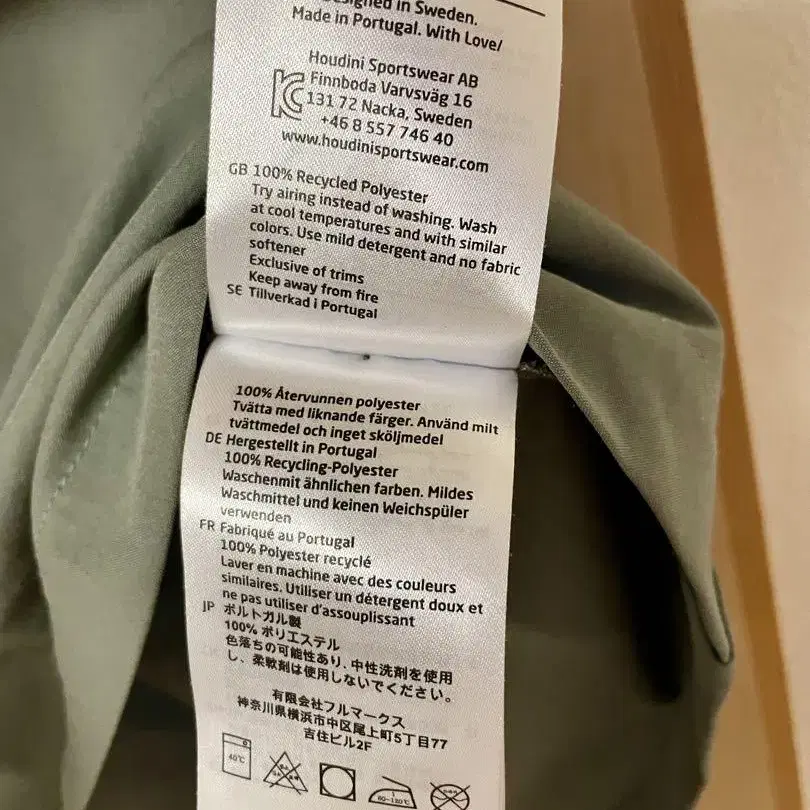 Designed in Sweden.
Made in Portugal. With Love/
Houdini Sportswear AB
Finnboda Varvsväg 16
131 72 Nacka, Sweden
+46 8 557 746 40
www.houdinisportswear.com
GB 100% Recycled Polyester
Try airing instead of washing. Wash
at cool temperatures and with similar
colors. Use mild detergent and no fabric
softener
Exclusive of trims
Keep away from fire
SE Tillverkad i Portugal
100% Återvunnen polyester
Tvätta med liknande färger. Använd milt
tvättmedel och inget sköljmedel
DE Hergestellt in Portugal
100% Recycling-Polyester
Waschenmit ähnlichen farben. Mildes
Waschmittel und keinen Weichspüler
verwenden
FR Fabriqué au Portugal
100% Polyester recyclé
Laver en machine avec des couleurs
similaires. Utiliser un détergent doux et
ne pas utiliser d'assouplissant
JP ポルトガル製
100% ポリエステル
色落ちの可能性あり、中性洗剤を使用
し、柔軟剤は使用しないでください。
有限会社フルマークス
神奈川県横浜市中区尾上町5丁目77
吉住ビル2F
40℃
80-120℃